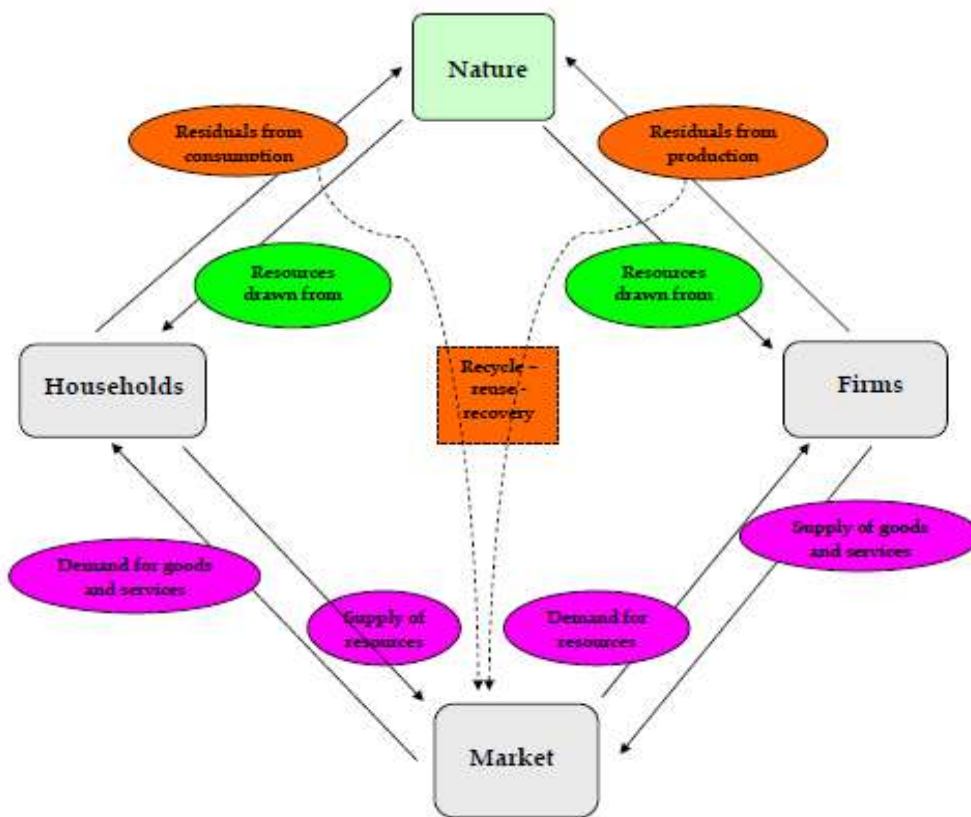 Nature
Residuals from
consumption
Residuals from
production
Resources
drawn from
Resources
drawn from
Households
Recycle –
reuse -
recovery
Firms
Supply of goods
and services
Demand for goods
and services
Supply of
resources
Demand for
resources
Market